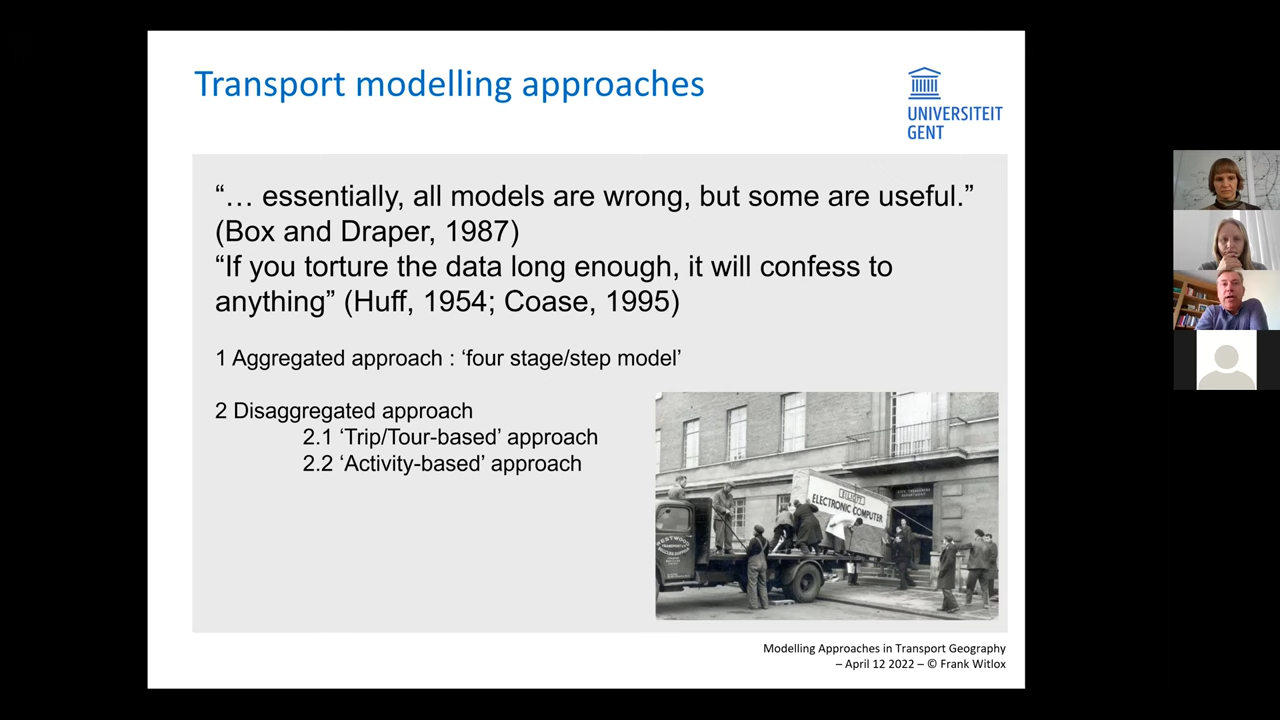 Transport modelling approaches
UNIVERSITEIT
GENT
“… essentially, all models are wrong, but some are useful.”
(Box and Draper, 1987)
“If you torture the data long enough, it will confess to
anything” (Huff, 1954; Coase, 1995)
1 Aggregated approach : ‘four stage/step model’
2 Disaggregated approach
2.1 ‘Trip/Tour-based’ approach
2.2 ‘Activity-based’ approach
ELECTRONIC COMPUTER
WESTWOOD
Modelling Approaches in Transport Geography
– April 12 2022 – © Frank Witlox